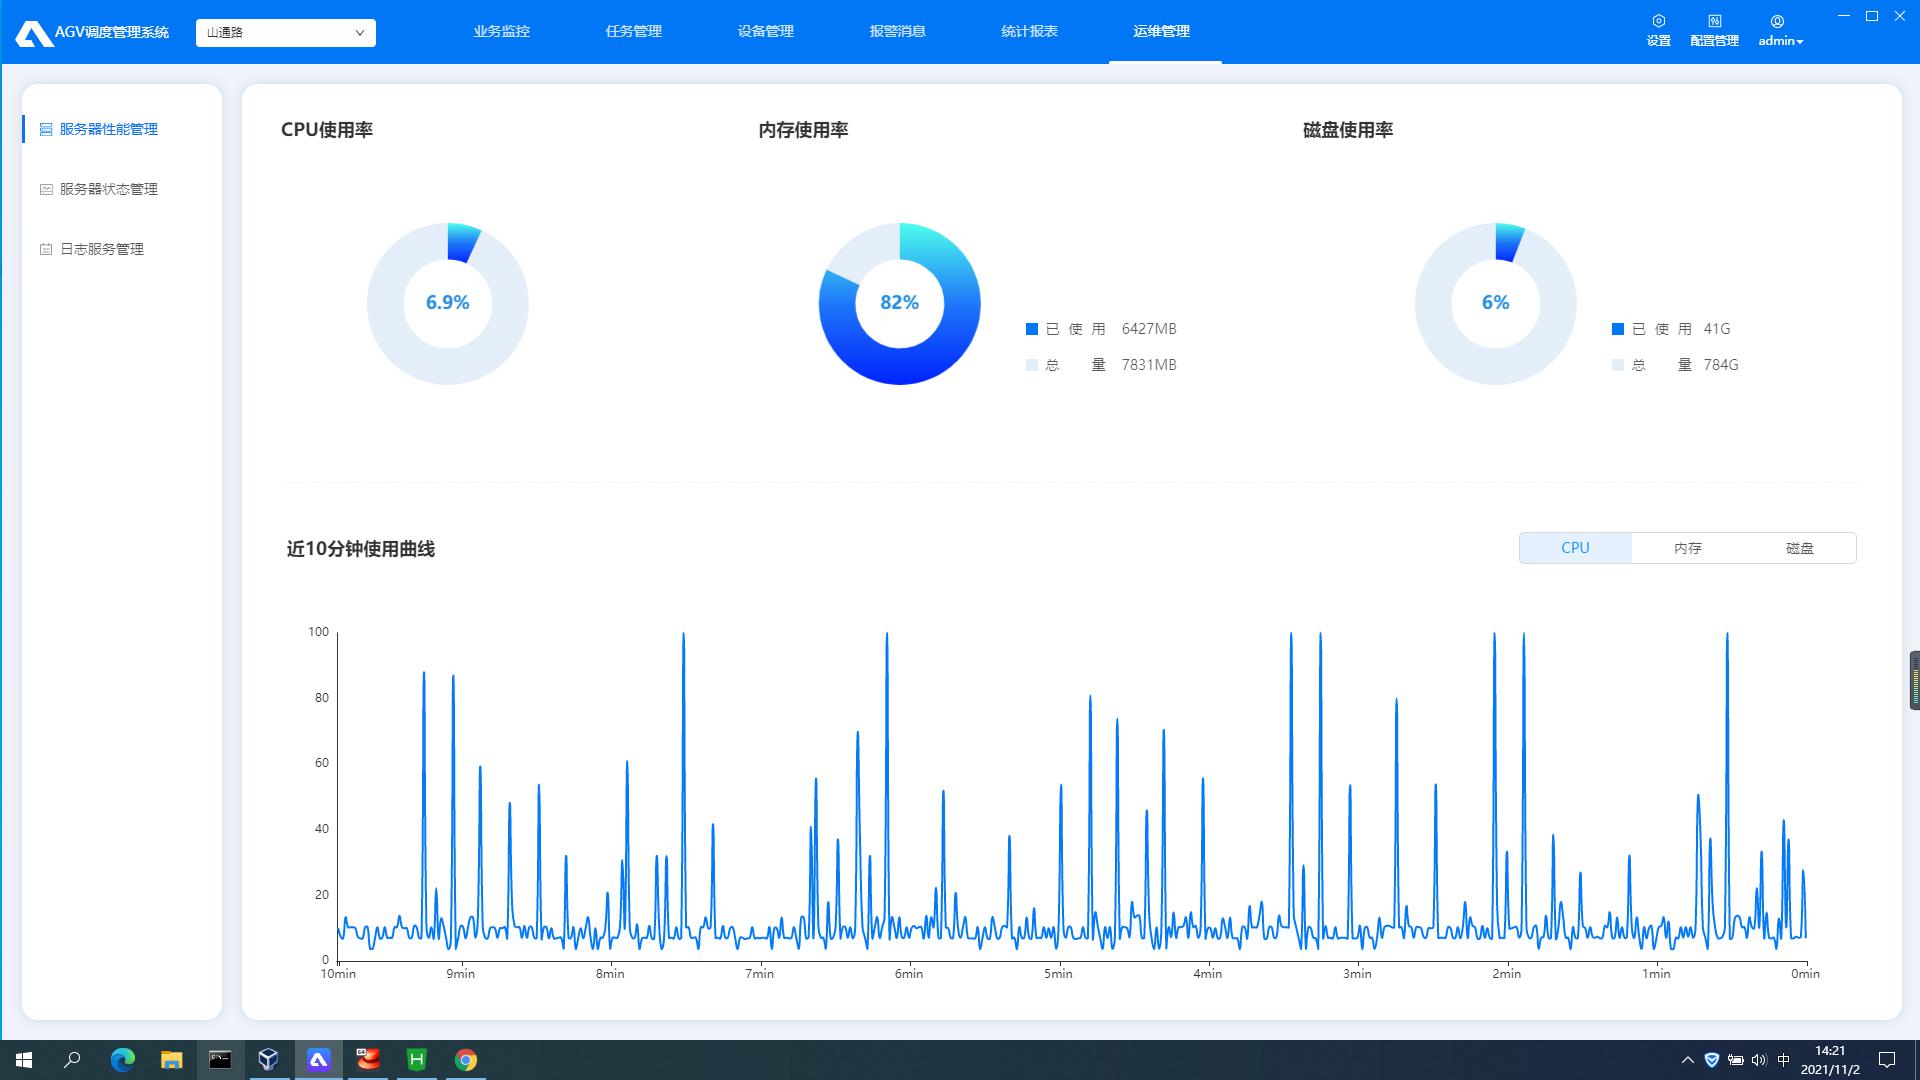 AGV调度管理系统
山通路
业务监控
任务管理
设备管理
报警消息
统计报表
运维管理
设置
配置管理
admin
服务器性能管理
服务器状态管理
日志服务管理
CPU使用率
内存使用率
磁盘使用率
6.9%
82%
已使用 6427MB
总量 7831MB
6%
已使用 41G
总量 784G
近10分钟使用曲线
CPU
内存
磁盘
100
80
60
40
20
0
10min
9min
8min
7min
6min
5min
4min
3min
2min
1min
0min
中
14:21
2021/11/2